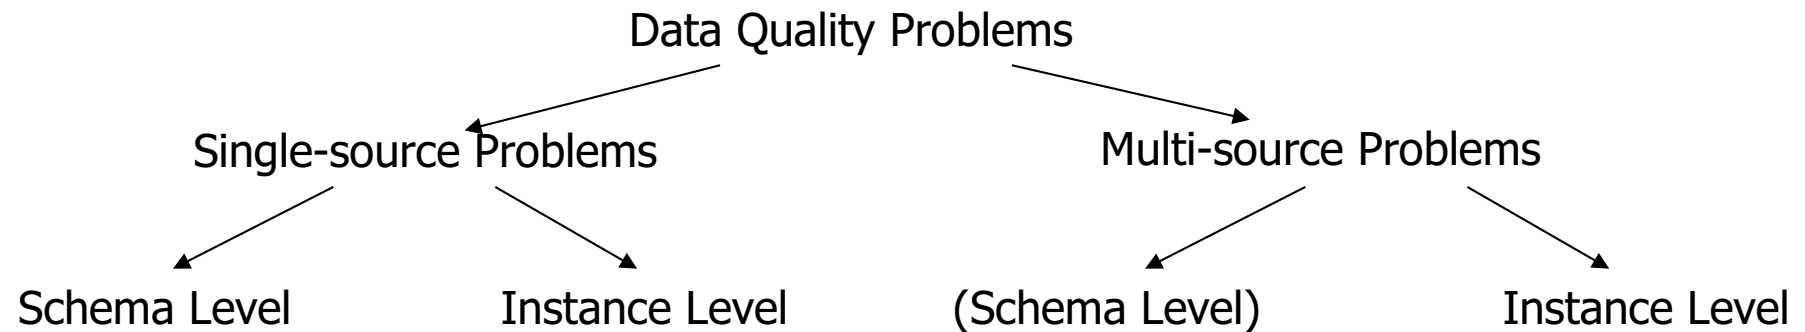 Data Quality Problems
Single-source Problems
Multi-source Problems
Schema Level
Instance Level
(Schema Level)
Instance Level